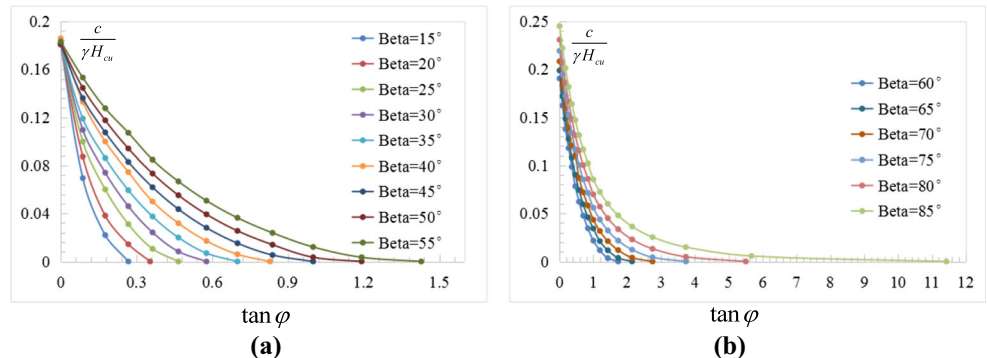 0.2
0.16
0.12
0.08
0.04
0
c
γH_cu
Beta=15°
Beta=20°
Beta=25°
Beta=30°
Beta=35°
Beta=40°
Beta=45°
Beta=50°
Beta=55°
0 0.3 0.6 0.9 1.2 1.5
tan φ
(a)
0.25
0.2
0.15
0.1
0.05
0
c
γH_cu
Beta=60°
Beta=65°
Beta=70°
Beta=75°
Beta=80°
Beta=85°
0 1 2 3 4 5 6 7 8 9 10 11 12
tan φ
(b)